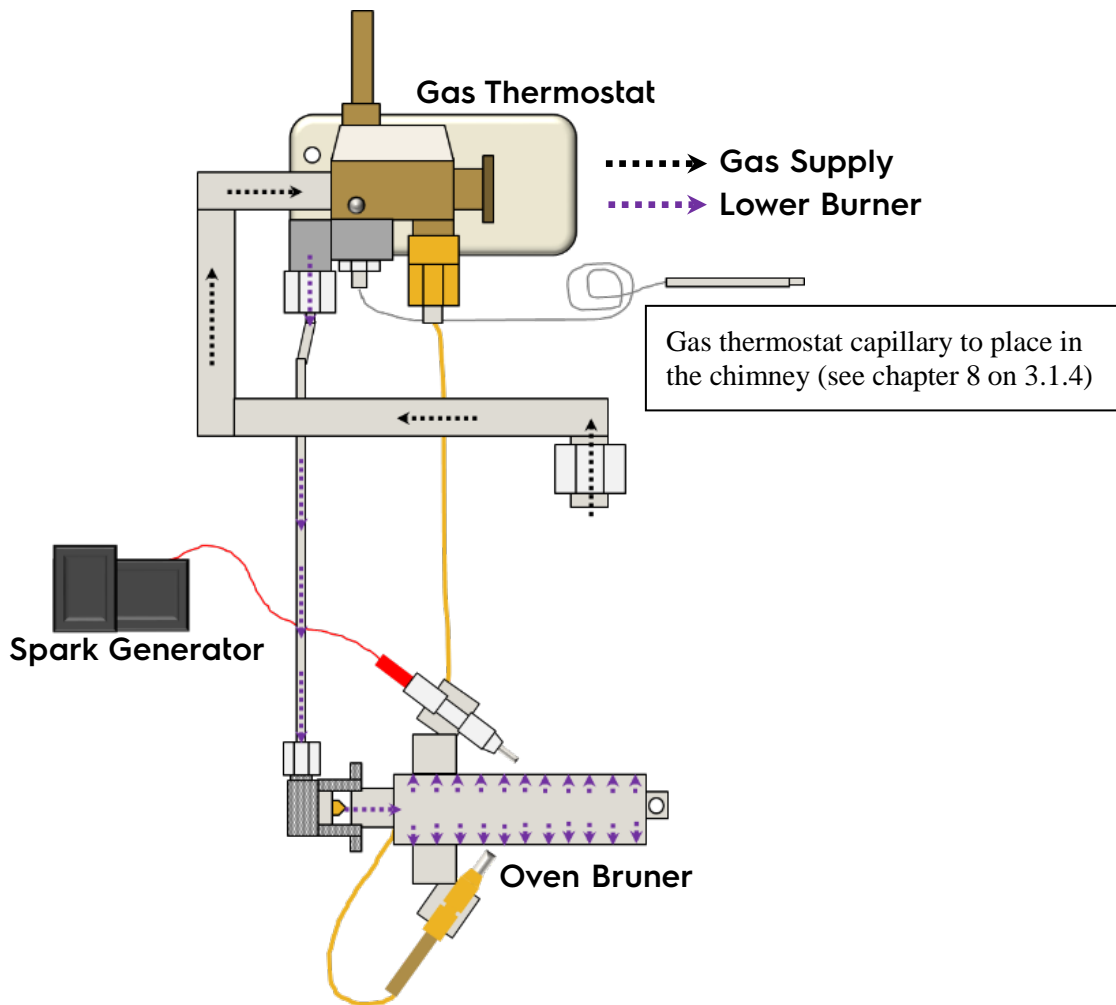 Gas Thermostat
Gas Supply
Lower Burner
Gas thermostat capillary to place in
the chimney (see chapter 8 on 3.1.4)
Spark Generator
Oven Bruner